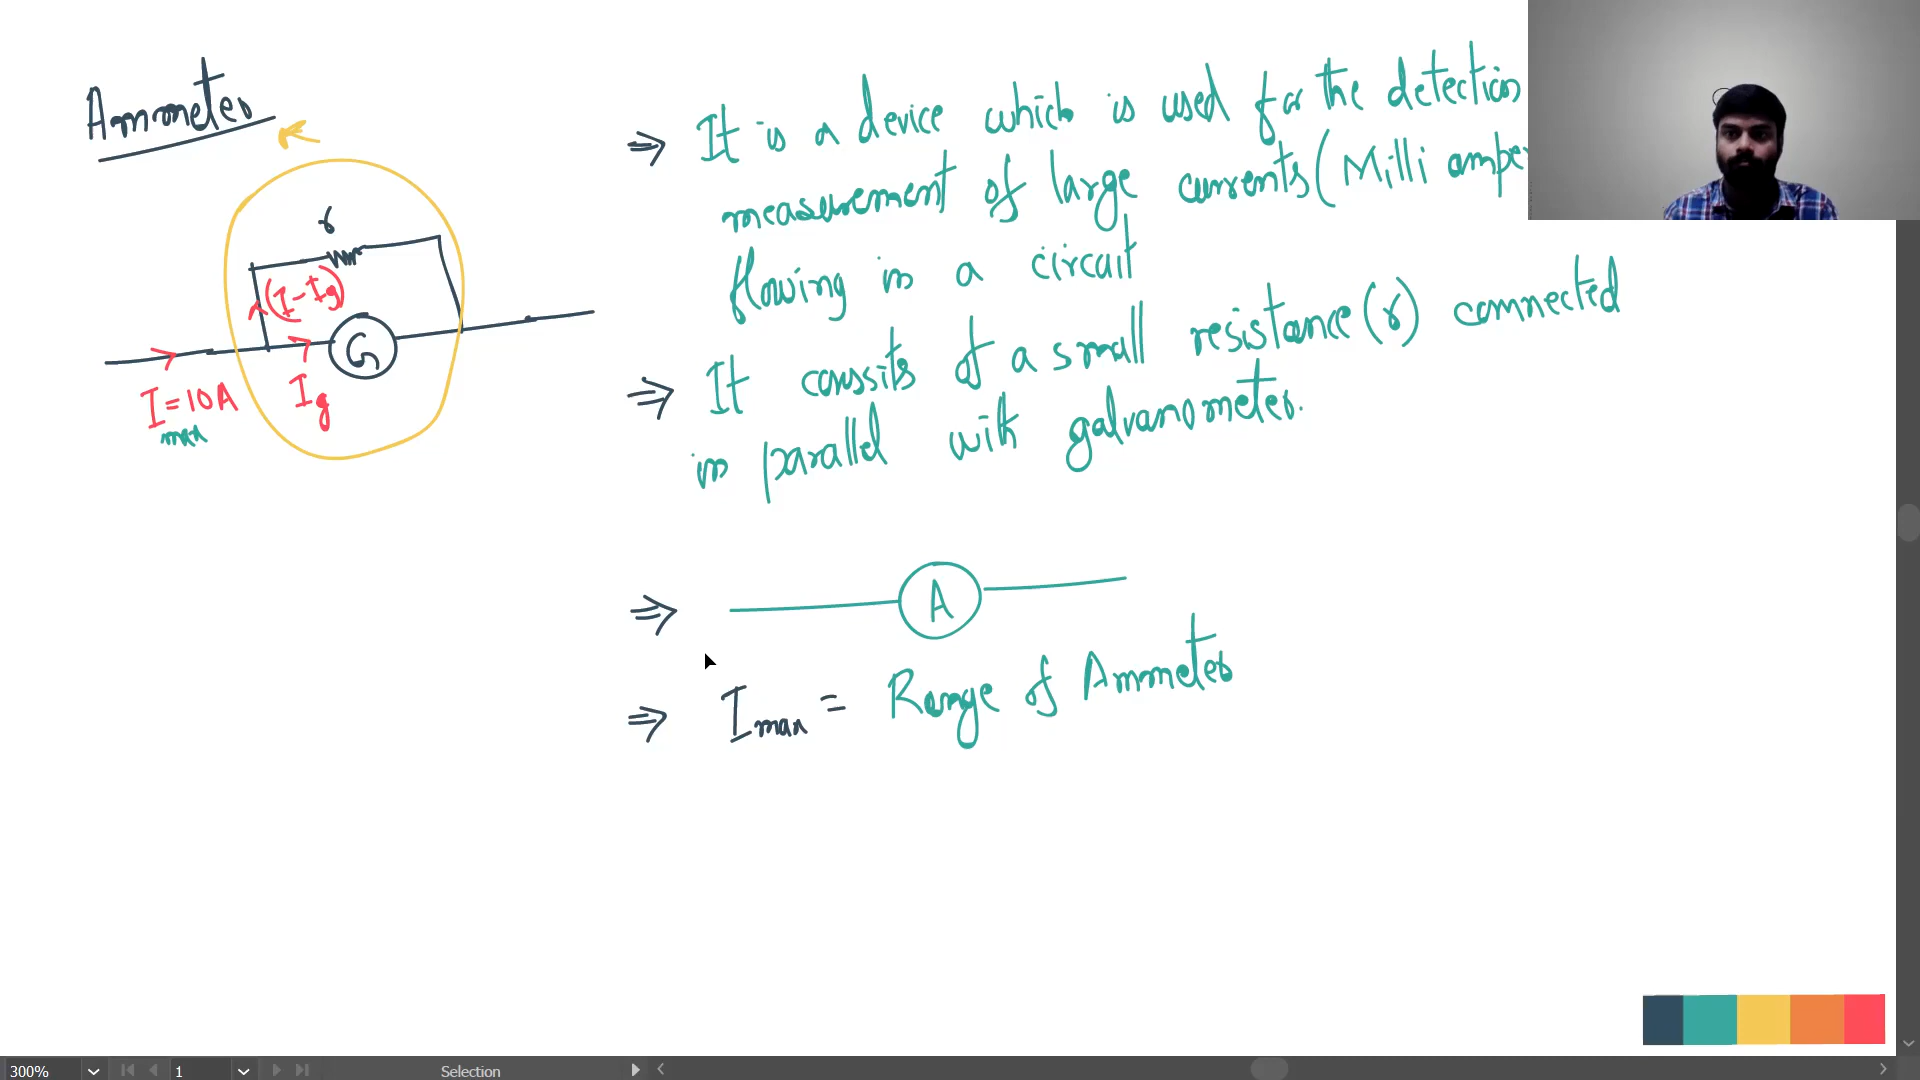 Ammeter
r
(I-Ig)
G
I = 10A
max
Ig
⇒ It is a device which is used for the detection
measurement of large currents (Milli ampe
flowing in a circuit
⇒ It consits of a small resistance (r) connected
in parallel with galvanometer.
⇒ A
⇒ Imax = Range of Ammeter
300%
1
Selection